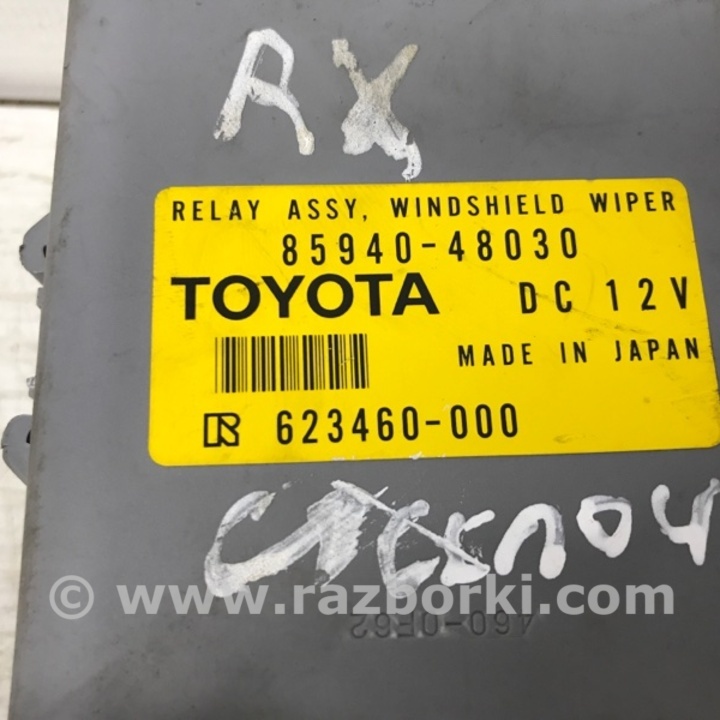 RX
RELAY ASSY, WINDSHIELD WIPER
85940-48030
TOYOTA DC 12V
MADE IN JAPAN
R 623460-000
© www.razborki.com